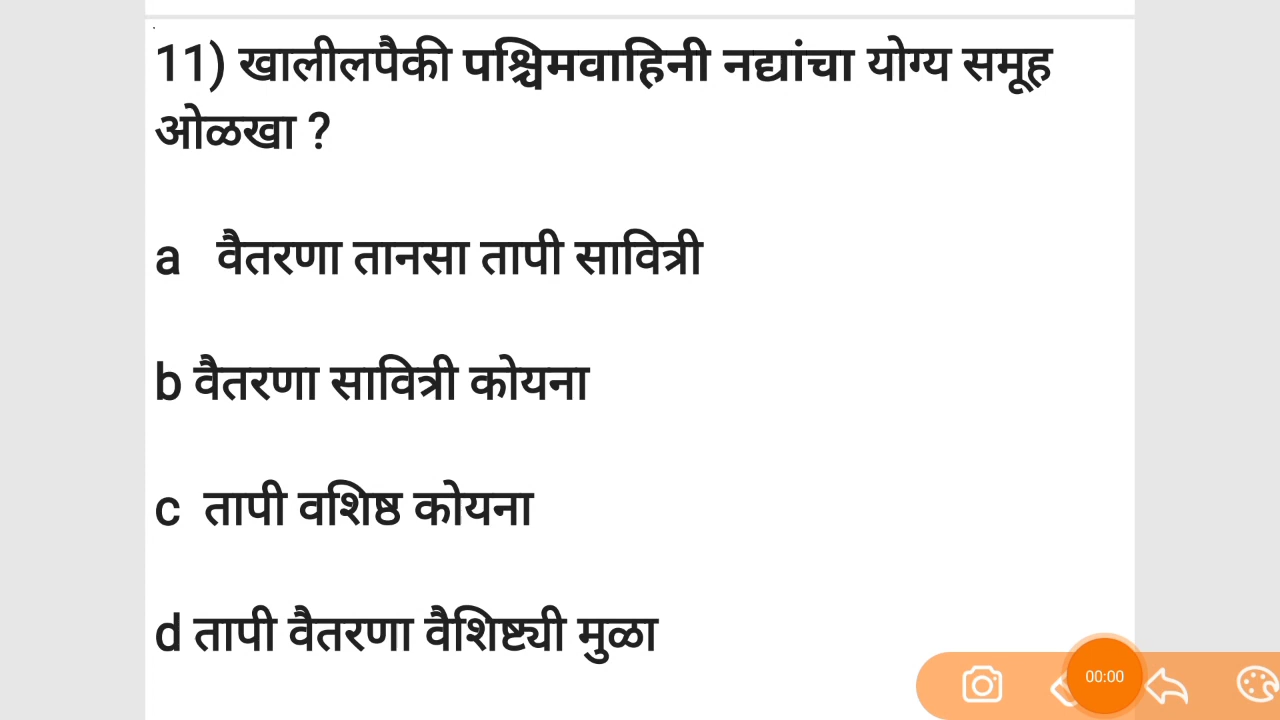 11) खालीलपैकी पश्चिमवाहिनी नद्यांचा योग्य समूह
ओळखा ?
a वैतरणा तानसा तापी सावित्री
b वैतरणा सावित्री कोयना
c तापी वशिष्ठ कोयना
d तापी वैतरणा वैशिष्ट्यी मुळा
00:00